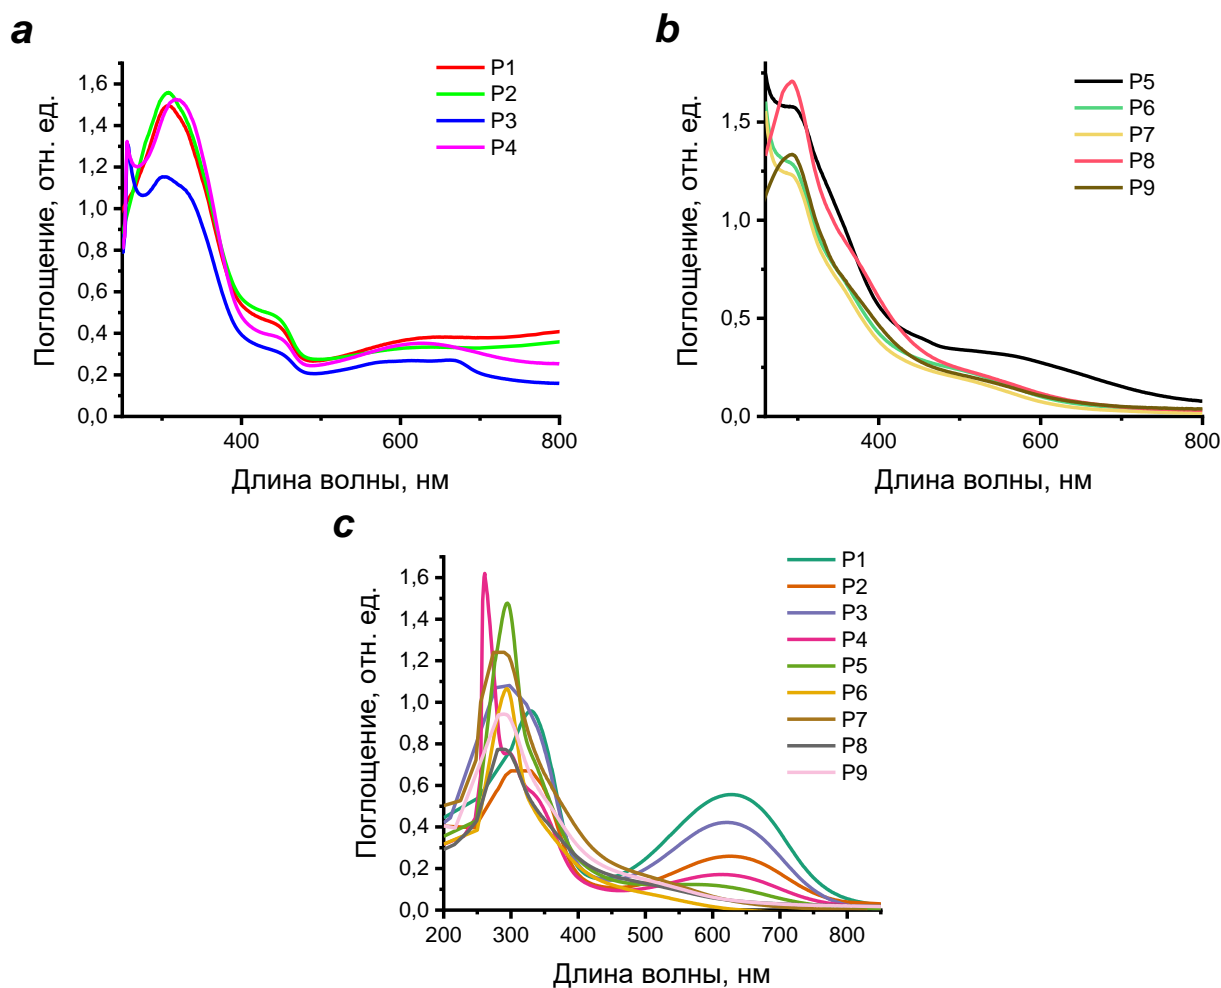 a
1,6
1,4
1,2
1,0
0,8
0,6
0,4
0,2
0,0
400
600
800
Поглощение, отн. ед.
Длина волны, нм
P1
P2
P3
P4
b
1,5
1,0
0,5
0,0
400
600
800
Поглощение, отн. ед.
Длина волны, нм
P5
P6
P7
P8
P9
c
1,6
1,4
1,2
1,0
0,8
0,6
0,4
0,2
0,0
200
300
400
500
600
700
800
Поглощение, отн. ед.
Длина волны, нм
P1
P2
P3
P4
P5
P6
P7
P8
P9